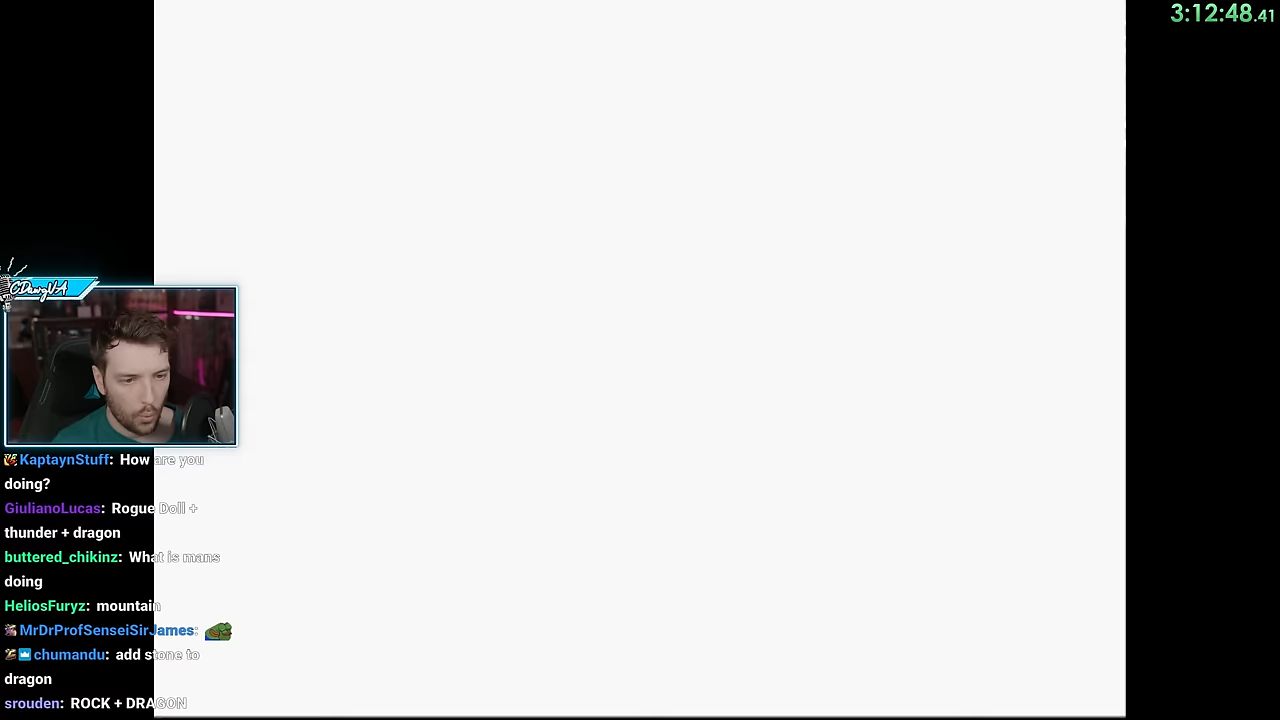 3:12:48.41
CDawgVA
KaptaynStuff: How are you
doing?
GiulianoLucas: Rogue Doll +
thunder + dragon
buttered_chikinz: What is mans
doing
HeliosFuryz: mountain
MrDrProfSenseiSirJames:
chumandu: add stone to
dragon
srouden: ROCK + DRAGON